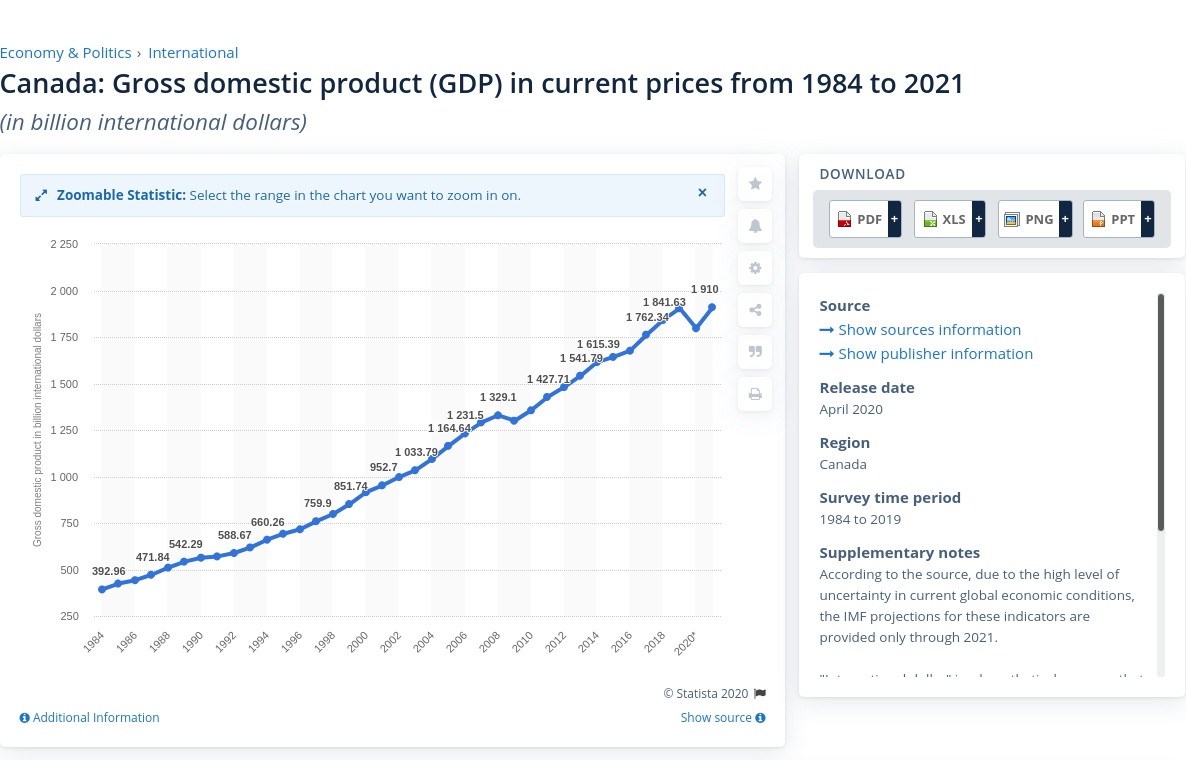 Economy & Politics › International
Canada: Gross domestic product (GDP) in current prices from 1984 to 2021
(in billion international dollars)
Zoomable Statistic: Select the range in the chart you want to zoom in on. ×
Gross domestic product in billion international dollars
2 250
2 000
1 750
1 500
1 250
1 000
750
500
250
392.96
471.84
542.29
588.67
660.26
759.9
851.74
952.7
1 033.79
1 164.64
1 231.5
1 329.1
1 427.71
1 541.79
1 615.39
1 762.34
1 841.63
1 910
1984
1986
1988
1990
1992
1994
1996
1998
2000
2002
2004
2006
2008
2010
2012
2014
2016
2018
2020*
© Statista 2020
Additional Information
Show source
DOWNLOAD
PDF + XLS + PNG + PPT +
Source
Show sources information
Show publisher information
Release date
April 2020
Region
Canada
Survey time period
1984 to 2019
Supplementary notes
According to the source, due to the high level of
uncertainty in current global economic conditions,
the IMF projections for these indicators are
provided only through 2021.